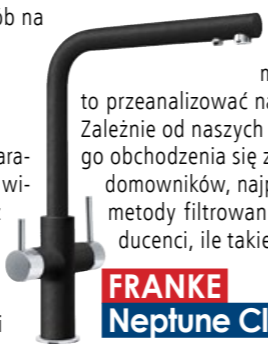 ób na
to przeanalizować na
Zależnie od naszych
go obchodzenia się z
ara-
domowników, najp
wi-
metody filtrowan
ducenci, ile takie
FRANKE
i
Neptune Cl